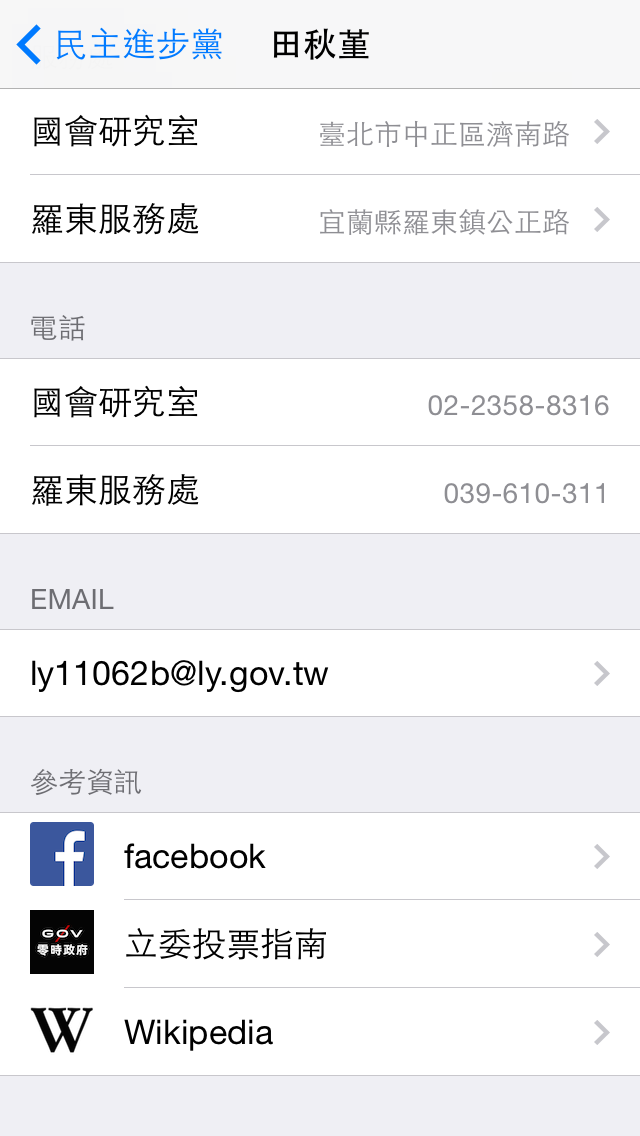 民主進步黨 田秋堇
國會研究室 臺北市中正區濟南路
羅東服務處 宜蘭縣羅東鎮公正路
電話
國會研究室 02-2358-8316
羅東服務處 039-610-311
EMAIL
ly11062b@ly.gov.tw
參考資訊
f facebook
G0V
零時政府 立委投票指南
W Wikipedia